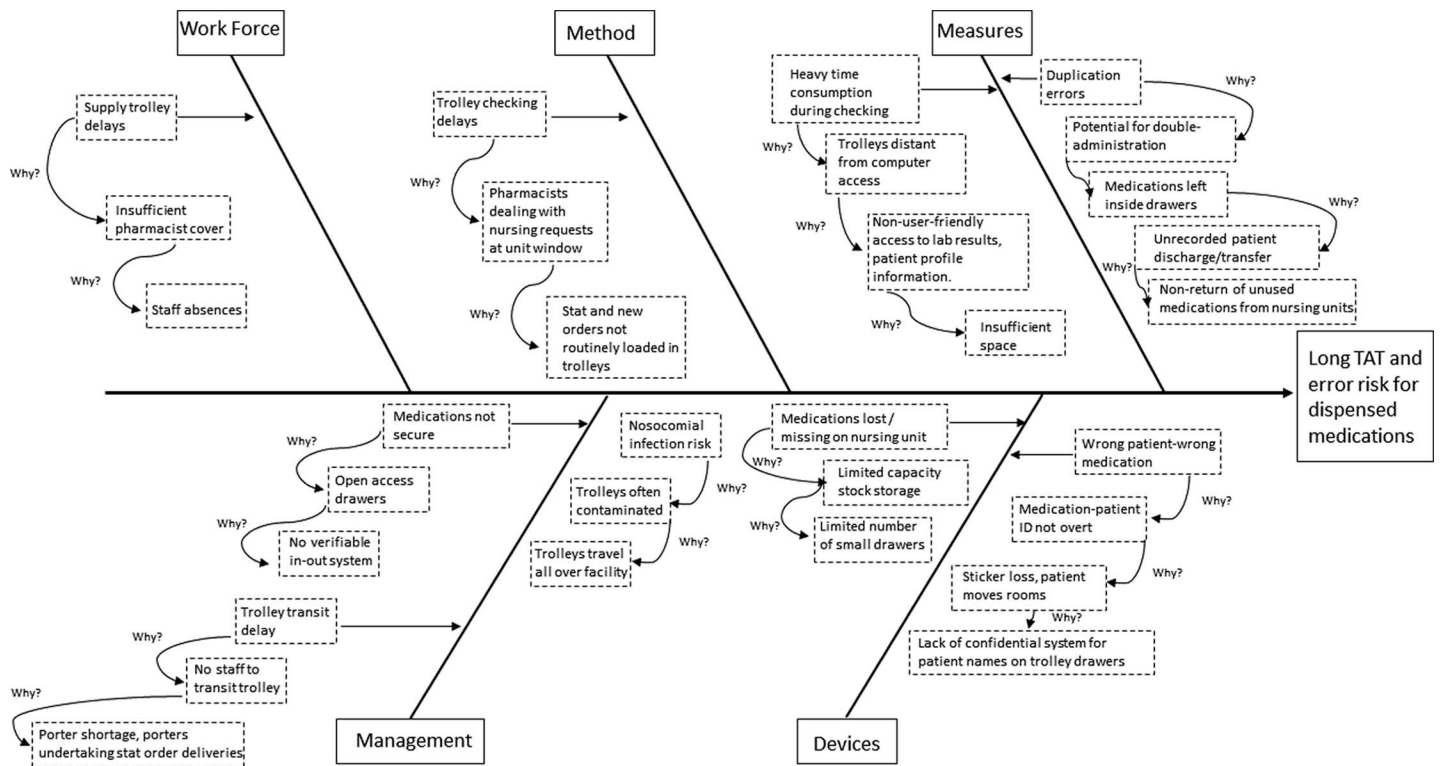 Work Force
Method
Measures
Supply trolley
delays
Why?
Insufficient
pharmacist cover
Why?
Staff absences
Trolley checking
delays
Why?
Pharmacists
dealing with
nursing requests
at unit window
Why?
Stat and new
orders not
routinely loaded in
trolleys
Heavy time
consumption
during checking
Why?
Trolleys distant
from computer
access
Why?
Non-user-friendly
access to lab results,
patient profile
information.
Why?
Insufficient
space
Duplication
errors
Why?
Potential for double-
administration
Medications left
inside drawers
Why?
Unrecorded patient
discharge/transfer
Why?
Non-return of unused
medications from nursing units
Long TAT and
error risk for
dispensed
medications
Medications not
secure
Why?
Open access
drawers
Why?
No verifiable
in-out system
Trolley transit
delay
Why?
No staff to
transit trolley
Why?
Porter shortage, porters
undertaking stat order deliveries
Nosocomial
infection risk
Why?
Trolleys often
contaminated
Why?
Trolleys travel
all over facility
Management
Medications lost/
missing on nursing unit
Why?
Limited capacity
stock storage
Why?
Limited number
of small drawers
Wrong patient-wrong
medication
Why?
Medication-patient
ID not overt
Why?
Sticker loss, patient
moves rooms
Why?
Lack of confidential system for
patient names on trolley drawers
Devices